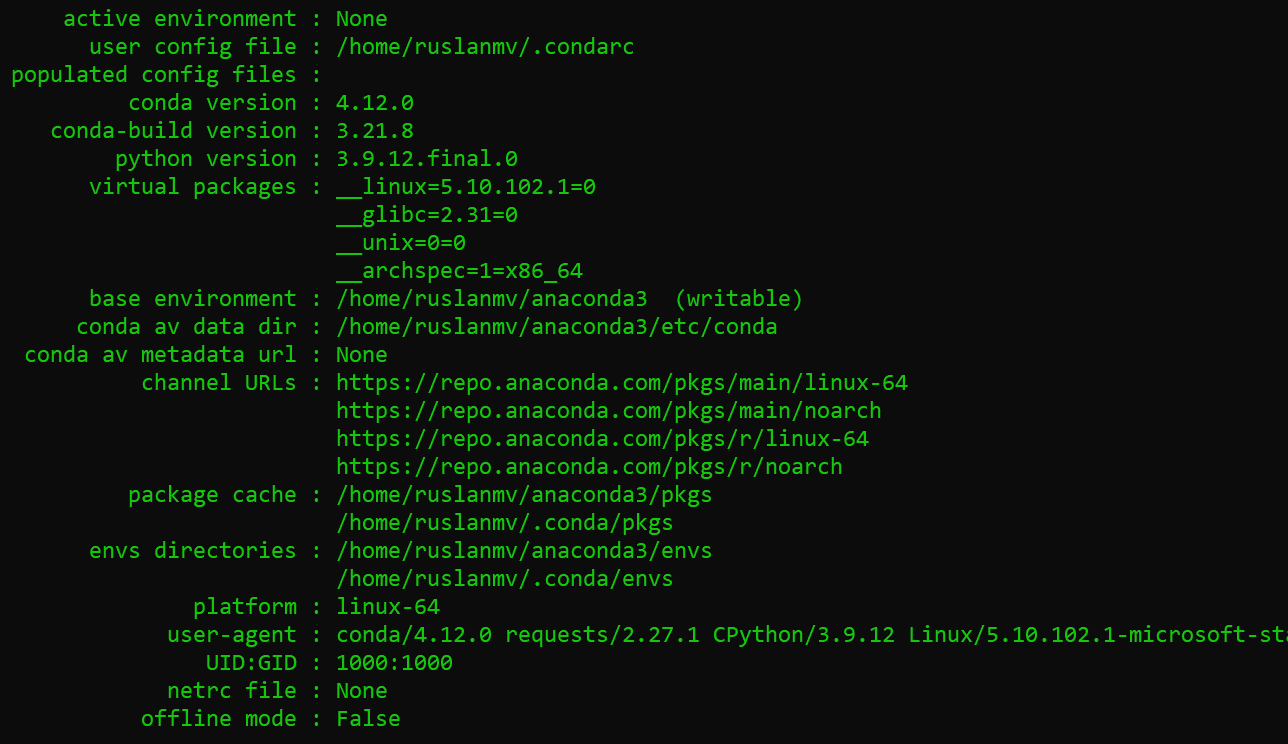 active environment : None
user config file : /home/ruslanmv/.condarc
populated config files :
conda version : 4.12.0
conda-build version : 3.21.8
python version : 3.9.12.final.0
virtual packages : __linux=5.10.102.1=0
__glibc=2.31=0
__unix=0=0
__archspec=1=x86_64
base environment : /home/ruslanmv/anaconda3  (writable)
conda av data dir : /home/ruslanmv/anaconda3/etc/conda
conda av metadata url : None
channel URLs : https://repo.anaconda.com/pkgs/main/linux-64
https://repo.anaconda.com/pkgs/main/noarch
https://repo.anaconda.com/pkgs/r/linux-64
https://repo.anaconda.com/pkgs/r/noarch
package cache : /home/ruslanmv/anaconda3/pkgs
/home/ruslanmv/.conda/pkgs
envs directories : /home/ruslanmv/anaconda3/envs
/home/ruslanmv/.conda/envs
platform : linux-64
user-agent : conda/4.12.0 requests/2.27.1 CPython/3.9.12 Linux/5.10.102.1-microsoft-st
UID:GID : 1000:1000
netrc file : None
offline mode : False